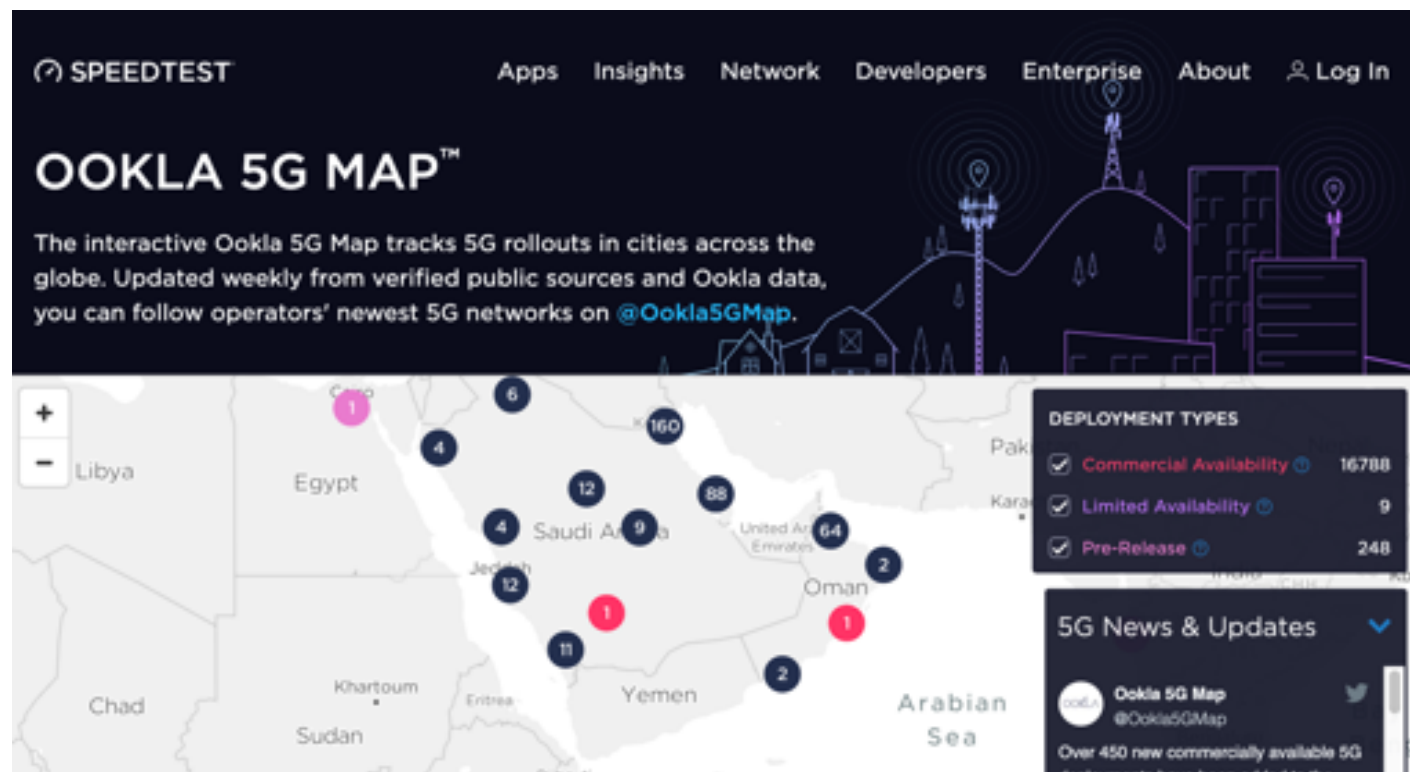 SPEEDTEST Apps Insights Network Developers Enterprise About Log In
OOKLA 5G MAP™
The interactive Ookla 5G Map tracks 5G rollouts in cities across the
globe. Updated weekly from verified public sources and Ookla data,
you can follow operators' newest 5G networks on @Ookla5GMap.
+
−
Libya
Egypt
Saudi
Jeddah
Oman
Yemen
Eritrea
Khartoum
Sudan
Chad
Arabian
Sea
United
Emirates
1
6
4
160
12
88
4
9
64
2
12
1
1
11
2
DEPLOYMENT TYPES
Commercial Availability 16788
Limited Availability 9
Pre-Release 248
5G News & Updates
OOKLA
Ookla 5G Map
@Ookla5GMap
Over 450 new commercially available 5G